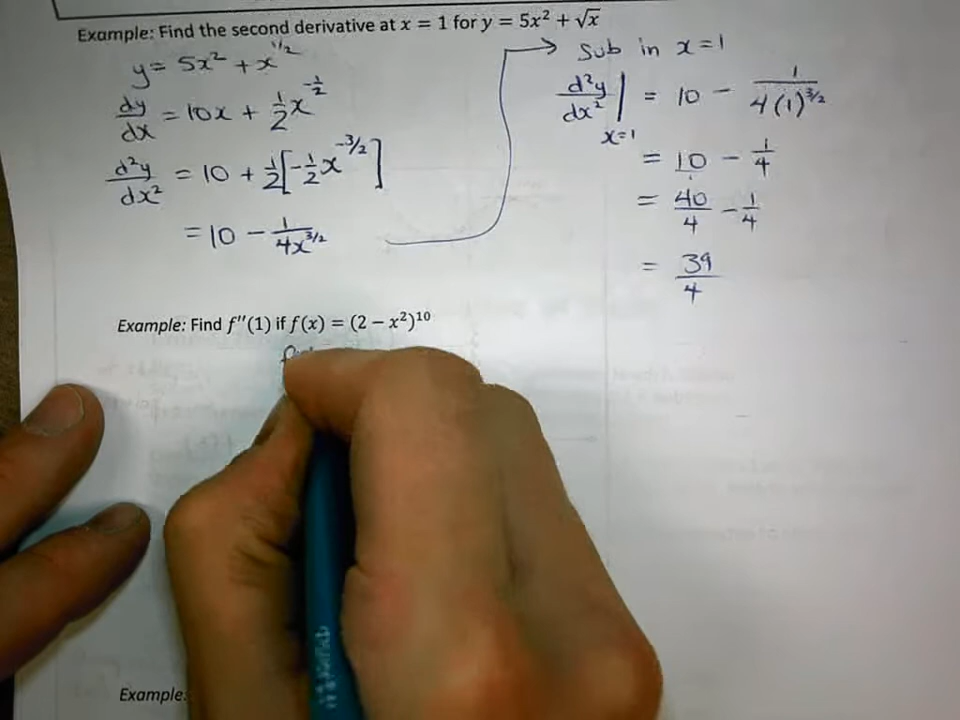 Example: Find the second derivative at x = 1 for y = 5x² + √x
y = 5x² + x^1/2
dy/dx = 10x + 1/2 x^-1/2
d²y/dx² = 10 + 1/2[-1/2 x^-3/2]
= 10 - 1/4x^3/2
Sub in x = 1
d²y/dx² | x=1 = 10 - 1/4(1)^3/2
= 10 - 1/4
= 40/4 - 1/4
= 39/4
Example: Find f''(1) if f(x) = (2 − x²)¹⁰
Example: